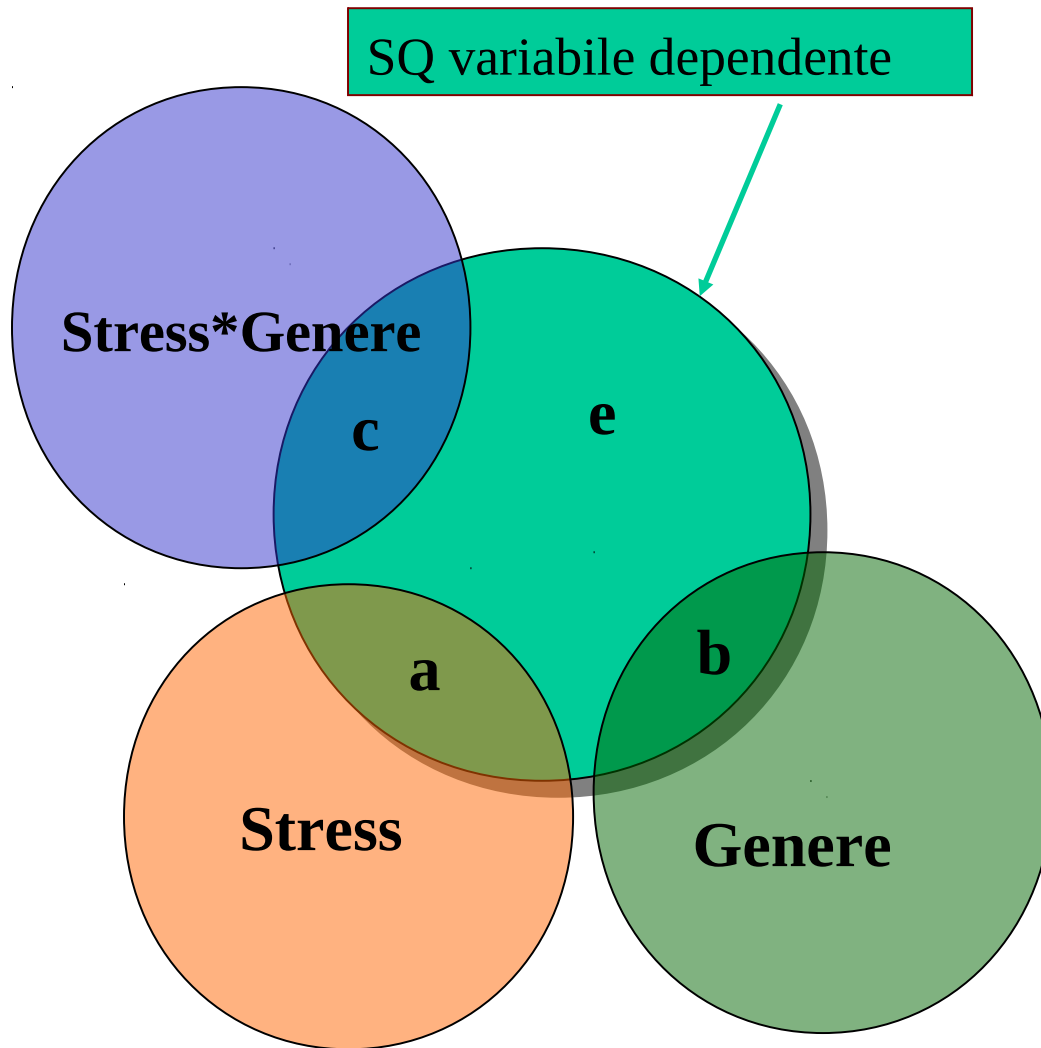 SQ variabile dependente
Stress*Genere
e
c
b
a
Stress
Genere